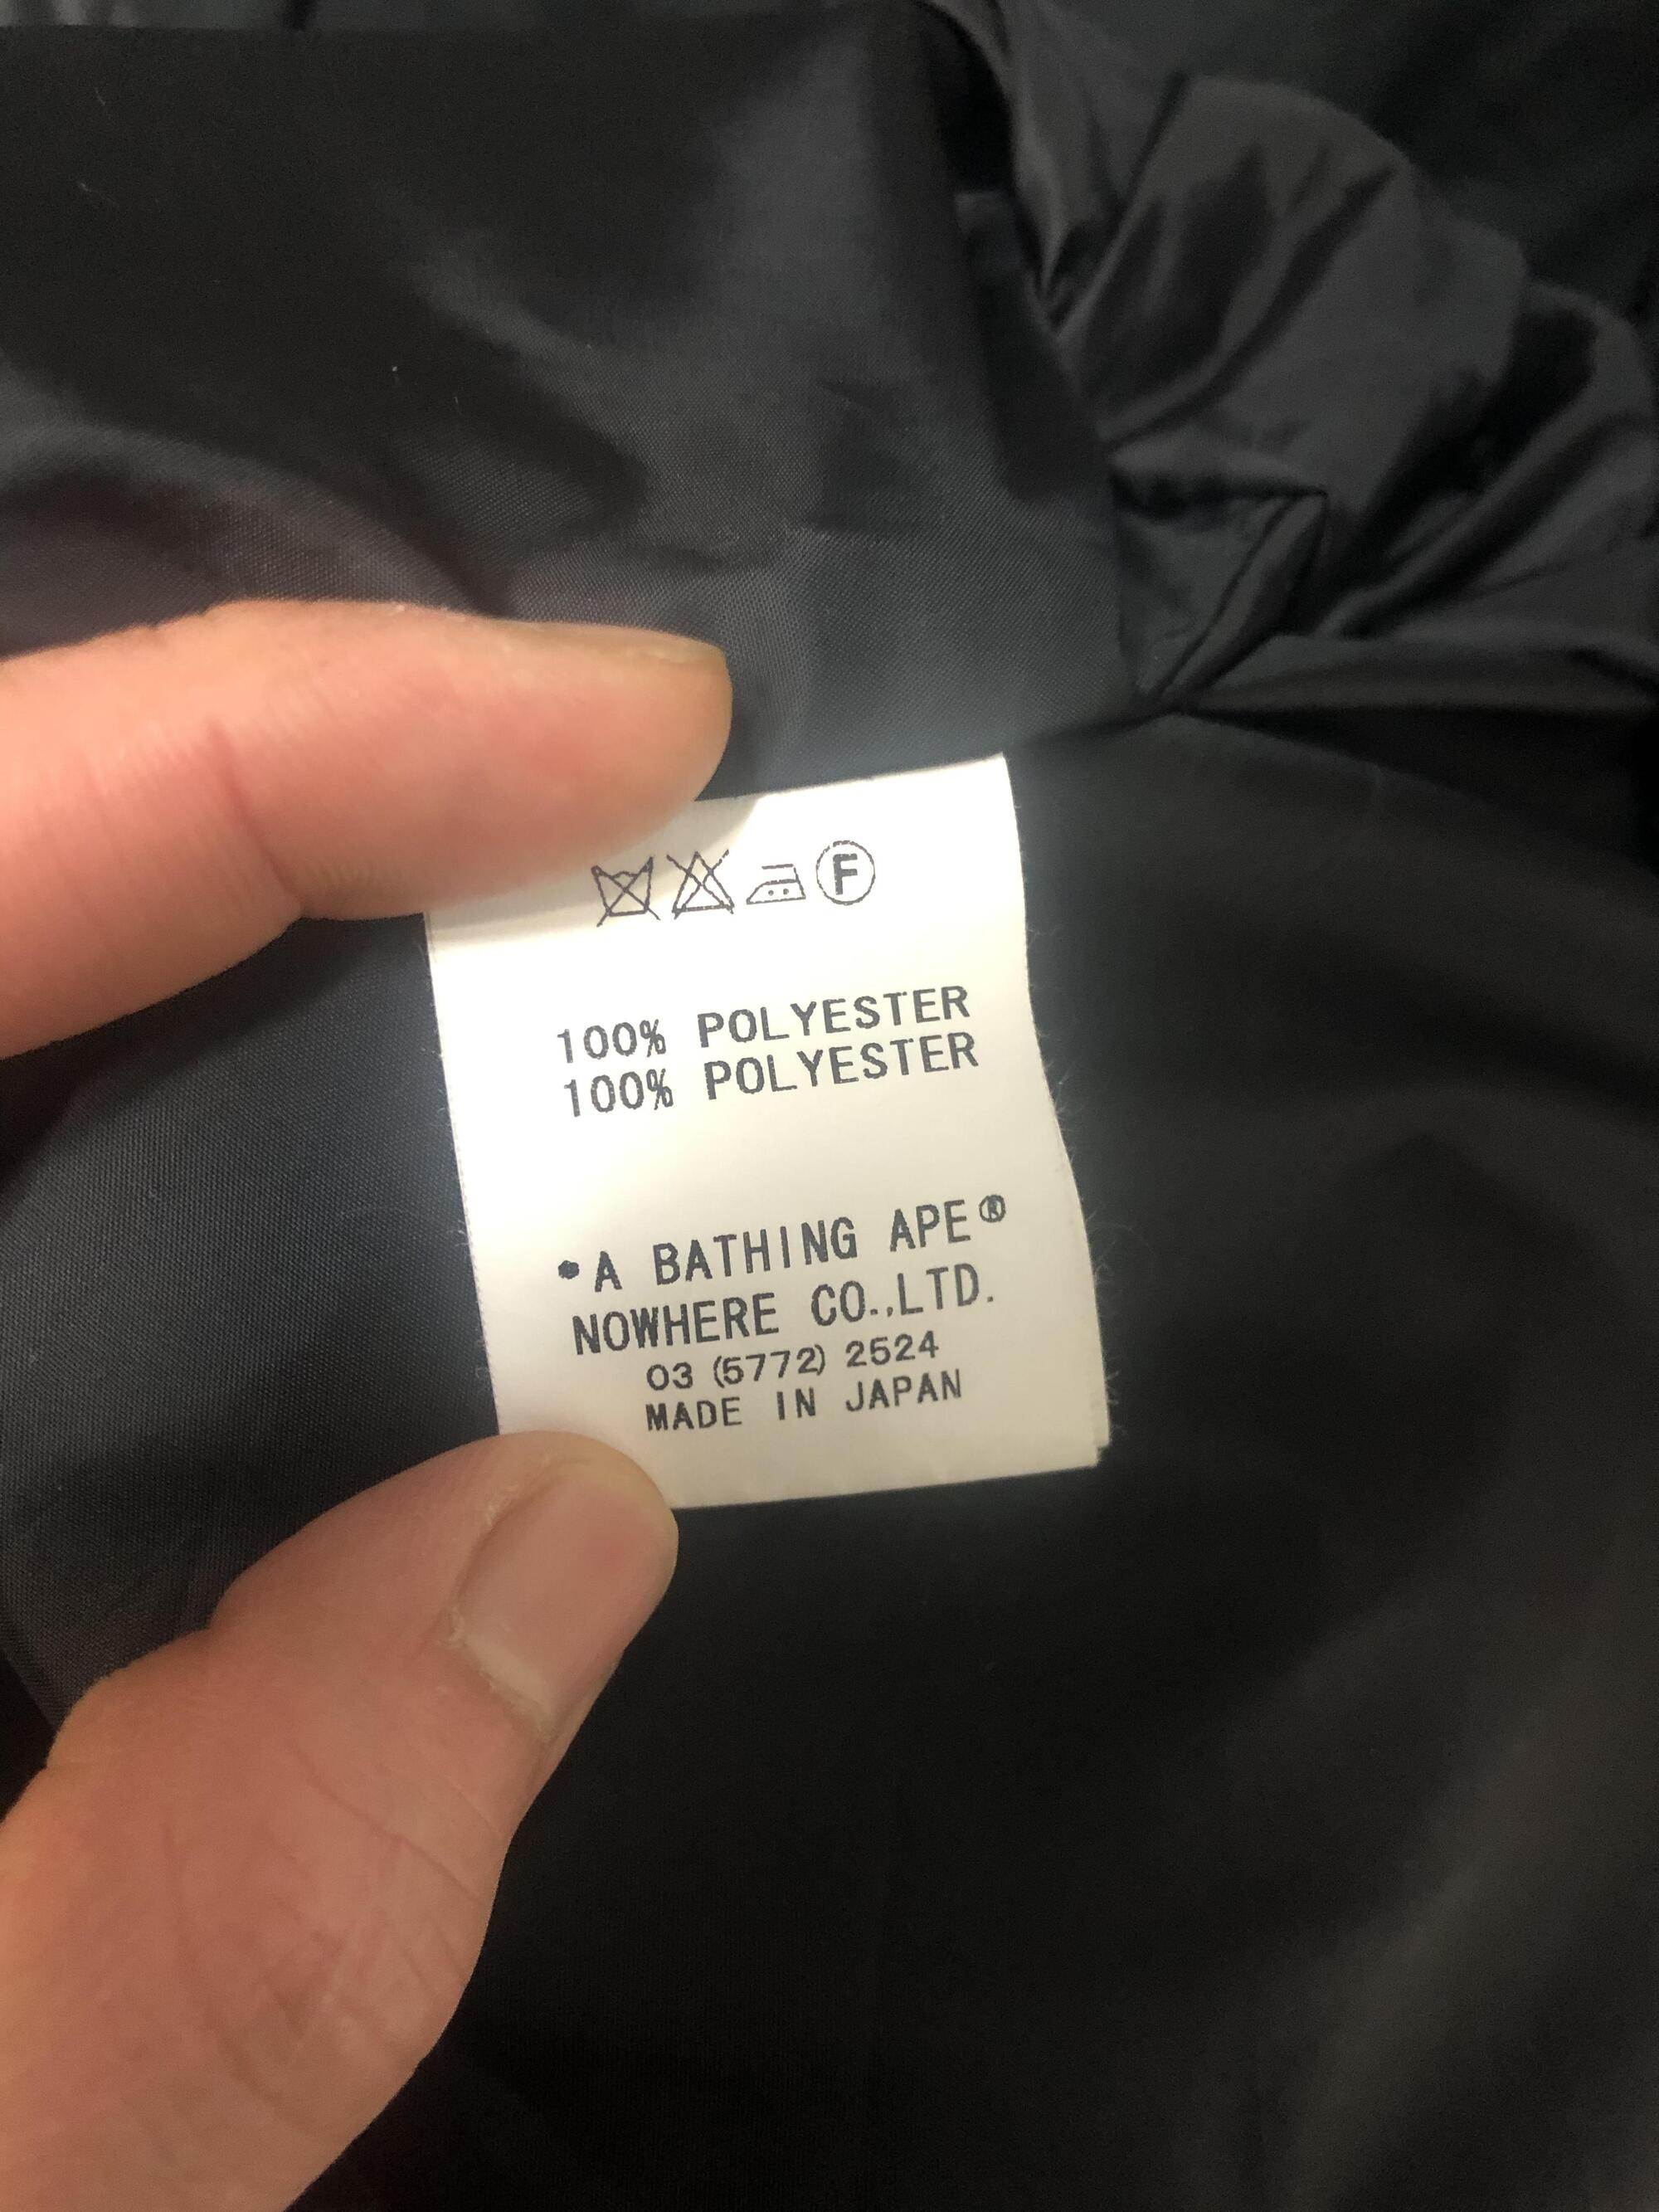 F
100% POLYESTER
100% POLYESTER
•A BATHING APE®
NOWHERE CO.,LTD.
03 (5772) 2524
MADE IN JAPAN